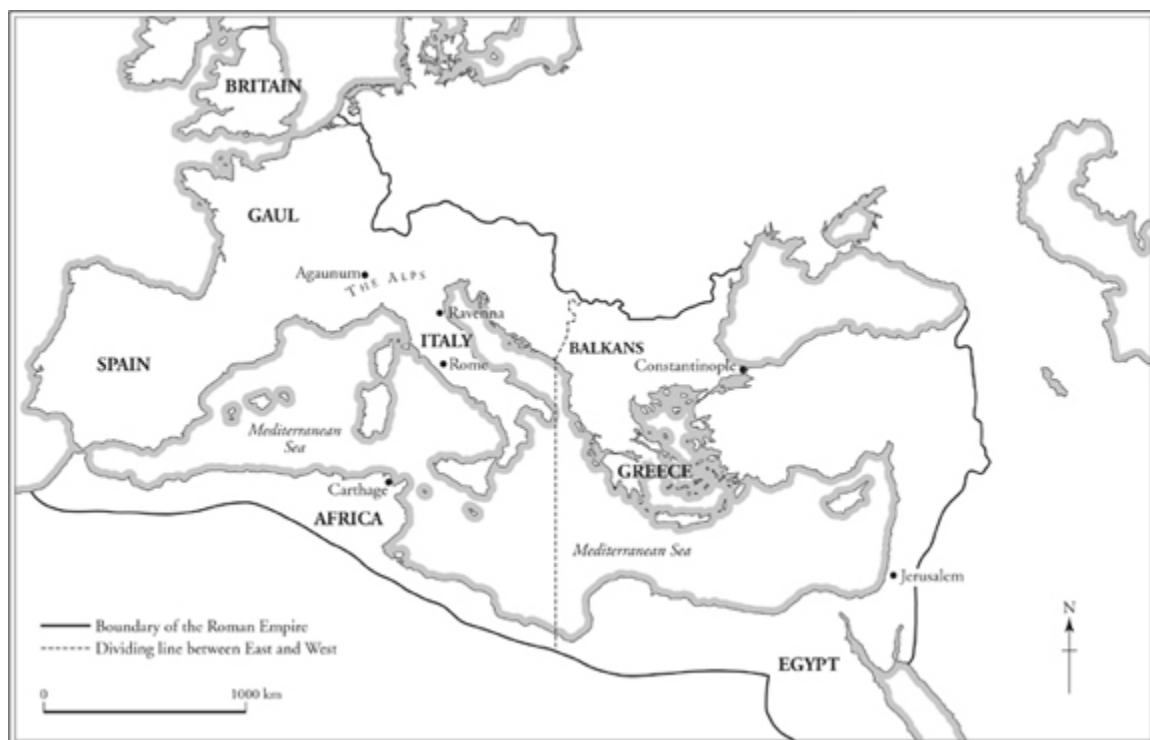 BRITAIN
GAUL
Agaunum
THE ALPS
Ravenna
ITALY
BALKANS
SPAIN
Rome
Constantinople
Mediterranean
Sea
GREECE
Carthage
AFRICA
Mediterranean Sea
Jerusalem
N
Boundary of the Roman Empire
Dividing line between East and West
EGYPT
0 1000 km